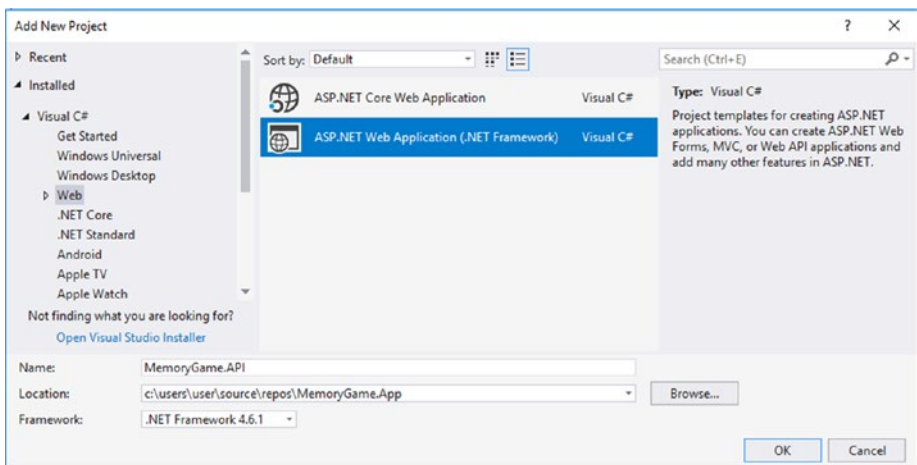 Add New Project
? ×
Recent
Installed
Visual C#
Get Started
Windows Universal
Windows Desktop
Web
.NET Core
.NET Standard
Android
Apple TV
Apple Watch
Not finding what you are looking for?
Open Visual Studio Installer
Sort by: Default
ASP.NET Core Web Application Visual C#
ASP.NET Web Application (.NET Framework) Visual C#
Search (Ctrl+E)
Type: Visual C#
Project templates for creating ASP.NET
applications. You can create ASP.NET Web
Forms, MVC, or Web API applications and
add many other features in ASP.NET.
Name: MemoryGame.API
Location: c:\users\user\source\repos\MemoryGame.App
Browse...
Framework: .NET Framework 4.6.1
OK Cancel